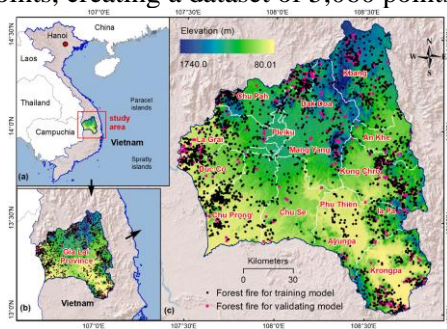 oints, creating a dataset of 5,000 points
107°0'E
107°30'E
108°0'E
108°30'E
14°30'N
14°0'N
13°30'N
13°0'N
Hanoi
China
Laos
Thailand
Campuchia
Vietnam
Paracel
islands
study
area
Spratly
islands
(a)
Elevation (m)
1740.0
80.01
Kbang
Chu Pah
Dak Doa
Pleiku
Ia Grai
Mang Yang
An Khe
Duc Co
Kong Chro
Chu Prong
Chu Se
Phu Thien
Ia Pa
Ayunpa
Krongpa
Gia Lai
Province
Vietnam
(b)
Kilometers
0
30
Forest fire for training model
Forest fire for validating model
(c)
107°0'E
107°30'E
108°0'E
108°30'E